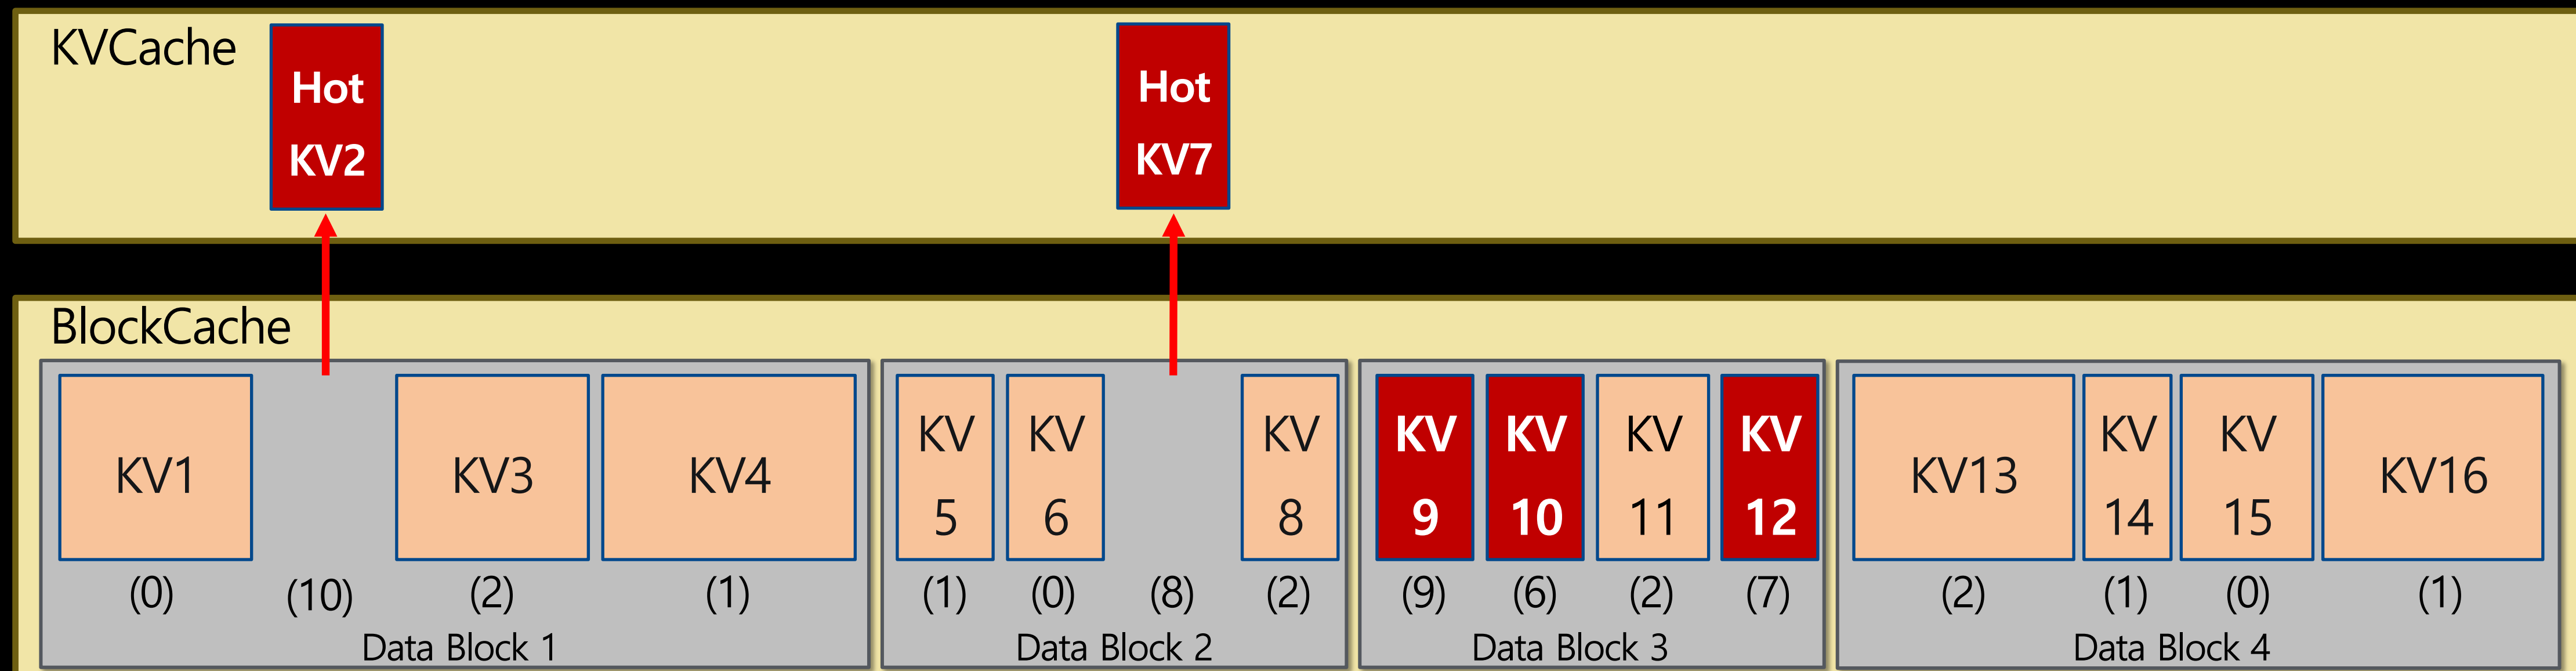 KVCache
Hot
KV2
Hot
KV7
BlockCache
KV1
KV3
KV4
KV
5
KV
6
KV
8
KV
9
KV
10
KV
11
KV
12
KV13
KV
14
KV
15
KV16
(0) (10) (2) (1) (1) (0) (8) (2) (9) (6) (2) (7) (2) (1) (0) (1)
Data Block 1 Data Block 2 Data Block 3 Data Block 4